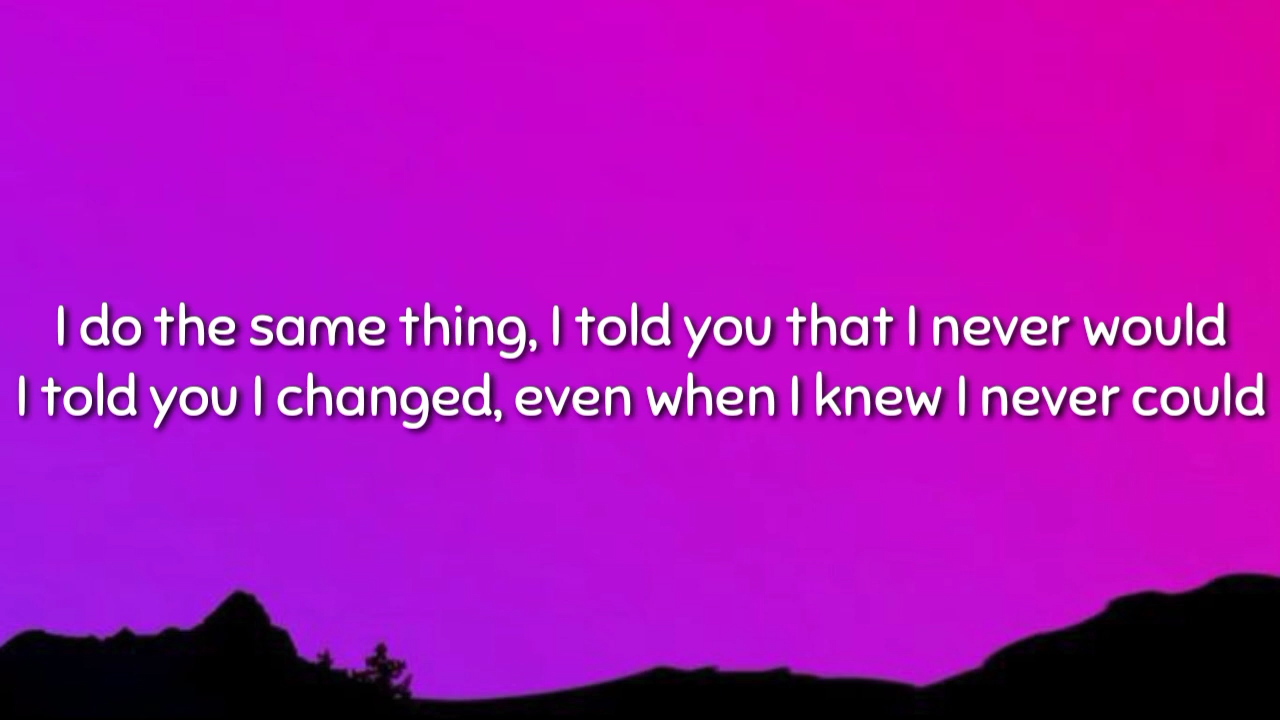 I do the same thing, I told you that I never would
I told you I changed, even when I knew I never could